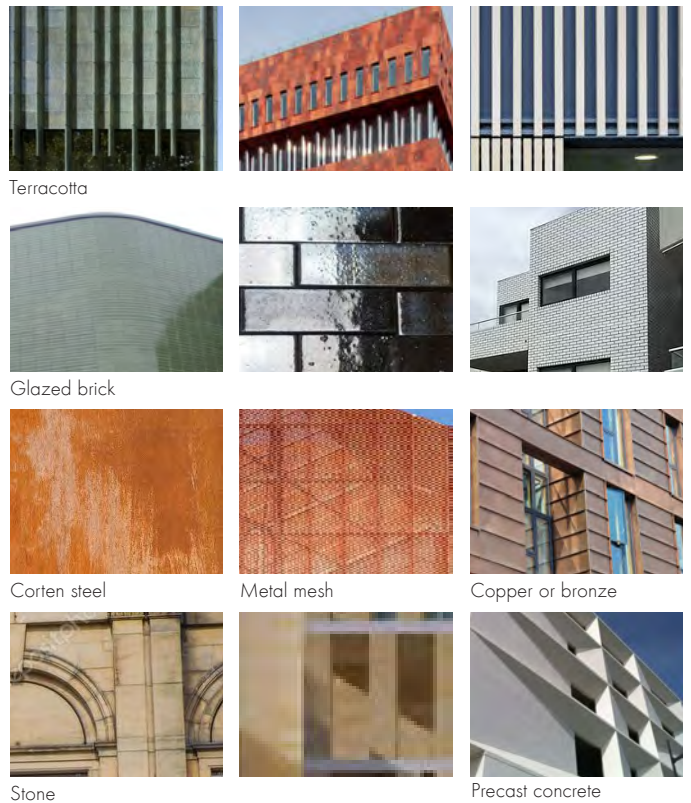 Terracotta
Glazed brick
Corten steel
Metal mesh
Copper or bronze
Stone
Precast concrete